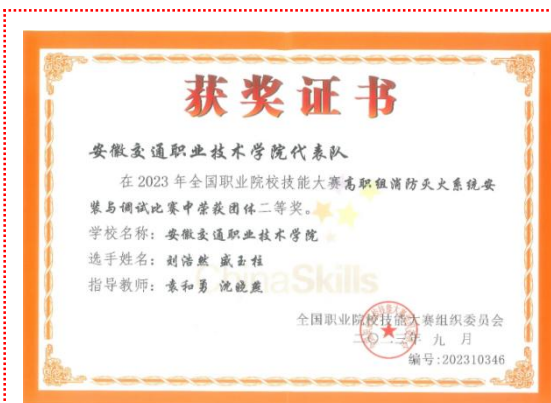 获奖证书
安徽交通职业技术学院代表队
在 2023 年全国职业院校技能大赛高职组消防灭火系统安
装与调试比赛中荣获团体二等奖。
学校名称：安徽交通职业技术学院
选手姓名：刘浩然 盛玉柱
指导教师：袁和勇 沈晓燕
ChinaSkills
全国职业院校技能大赛组织委员会
二〇二三年 九 月
编号:202310346